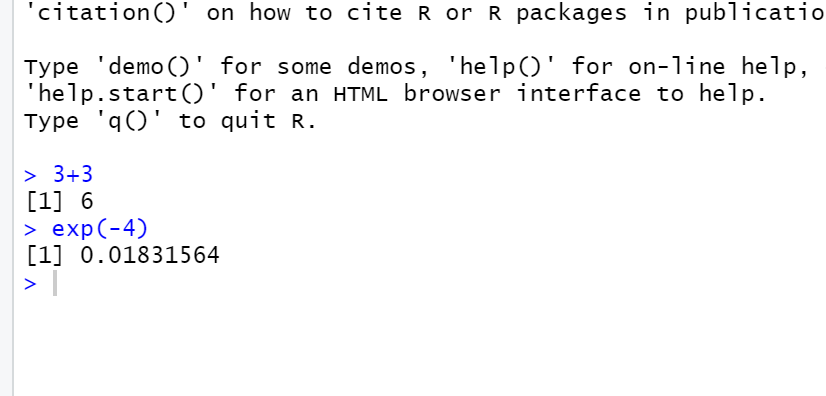 'citation()' on how to cite R or R packages in publicatio
Type 'demo()' for some demos, 'help()' for on-line help,
'help.start()' for an HTML browser interface to help.
Type 'q()' to quit R.
> 3+3
[1] 6
> exp(-4)
[1] 0.01831564
>